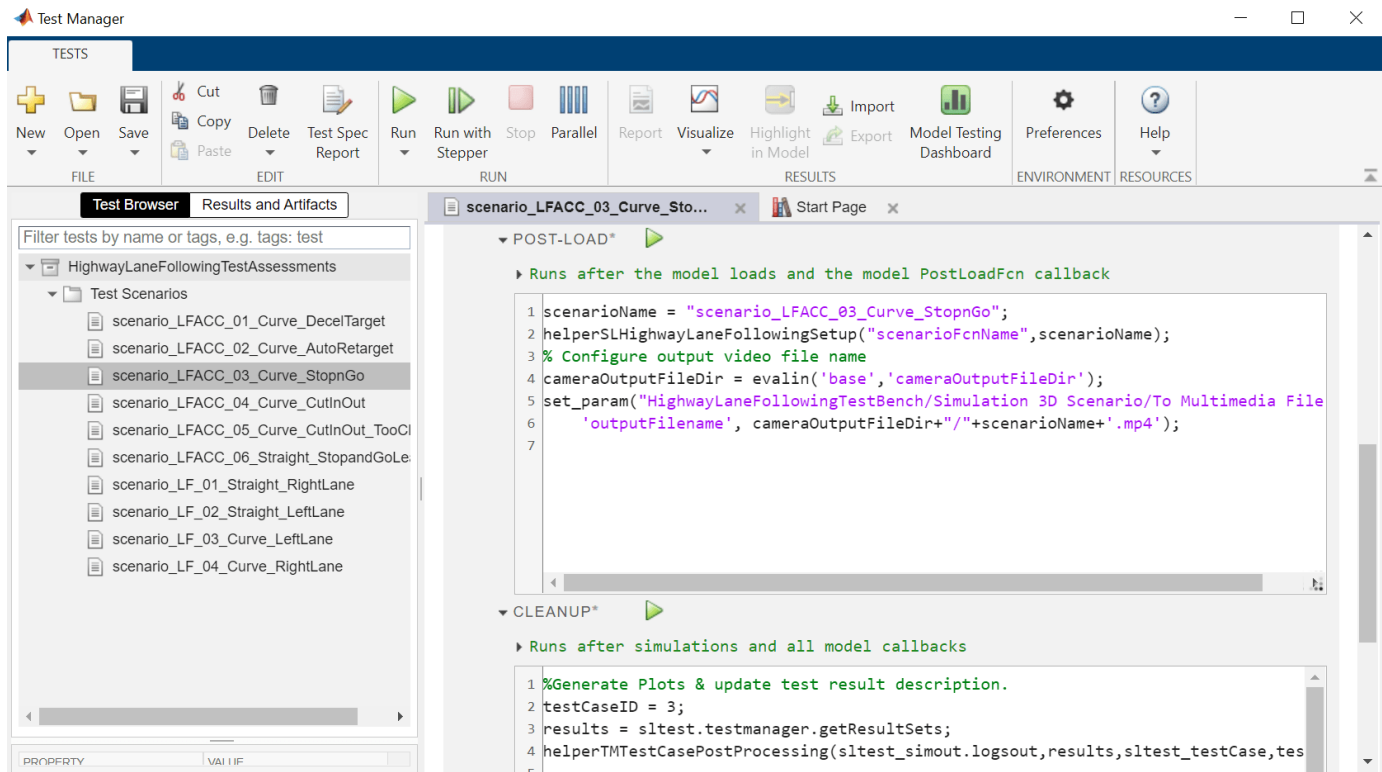 Test Manager
TESTS
New
Open
Save
Cut
Copy
Paste
Delete
Test Spec Report
Run
Run with Stepper
Stop
Parallel
Report
Visualize
Highlight in Model
Import
Export
Model Testing Dashboard
Preferences
Help
FILE
EDIT
RUN
RESULTS
ENVIRONMENT
RESOURCES
Test Browser
Results and Artifacts
Filter tests by name or tags, e.g. tags: test
HighwayLaneFollowingTestAssessments
Test Scenarios
scenario_LFACC_01_Curve_DecelTarget
scenario_LFACC_02_Curve_AutoRetarget
scenario_LFACC_03_Curve_StopnGo
scenario_LFACC_04_Curve_CutInOut
scenario_LFACC_05_Curve_CutInOut_TooCl
scenario_LFACC_06_Straight_StopandGoLe
scenario_LF_01_Straight_RightLane
scenario_LF_02_Straight_LeftLane
scenario_LF_03_Curve_LeftLane
scenario_LF_04_Curve_RightLane
PROPERTY
VALUE
scenario_LFACC_03_Curve_Sto...
Start Page
POST-LOAD*
Runs after the model loads and the model PostLoadFcn callback
1 scenarioName = "scenario_LFACC_03_Curve_StopnGo";
2 helperSLHighwayLaneFollowingSetup("scenarioFcnName",scenarioName);
3 % Configure output video file name
4 cameraOutputFileDir = evalin('base','cameraOutputFileDir');
5 set_param("HighwayLaneFollowingTestBench/Simulation 3D Scenario/To Multimedia File
6 'outputFilename', cameraOutputFileDir+"/"+scenarioName+'.mp4');
7
CLEANUP*
Runs after simulations and all model callbacks
1 %Generate Plots & update test result description.
2 testCaseID = 3;
3 results = sltest.testmanager.getResultSets;
4 helperTMTestCasePostProcessing(sltest_simout.logsout,results,sltest_testCase,tes